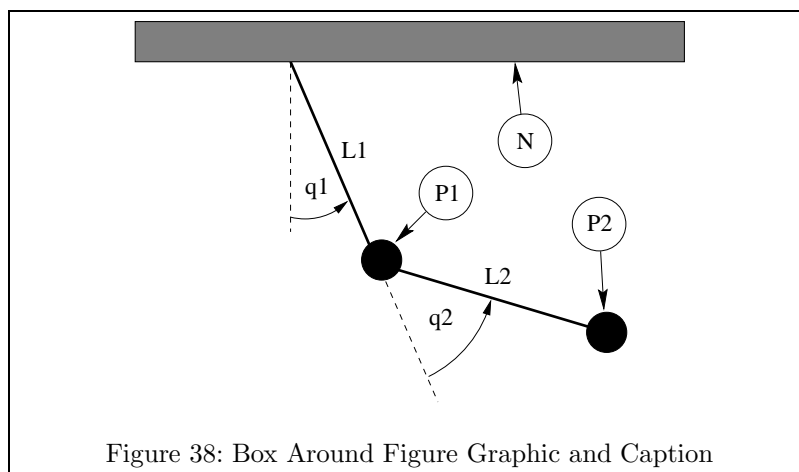 N
L1
q1
P1
P2
L2
q2
Figure 38: Box Around Figure Graphic and Caption